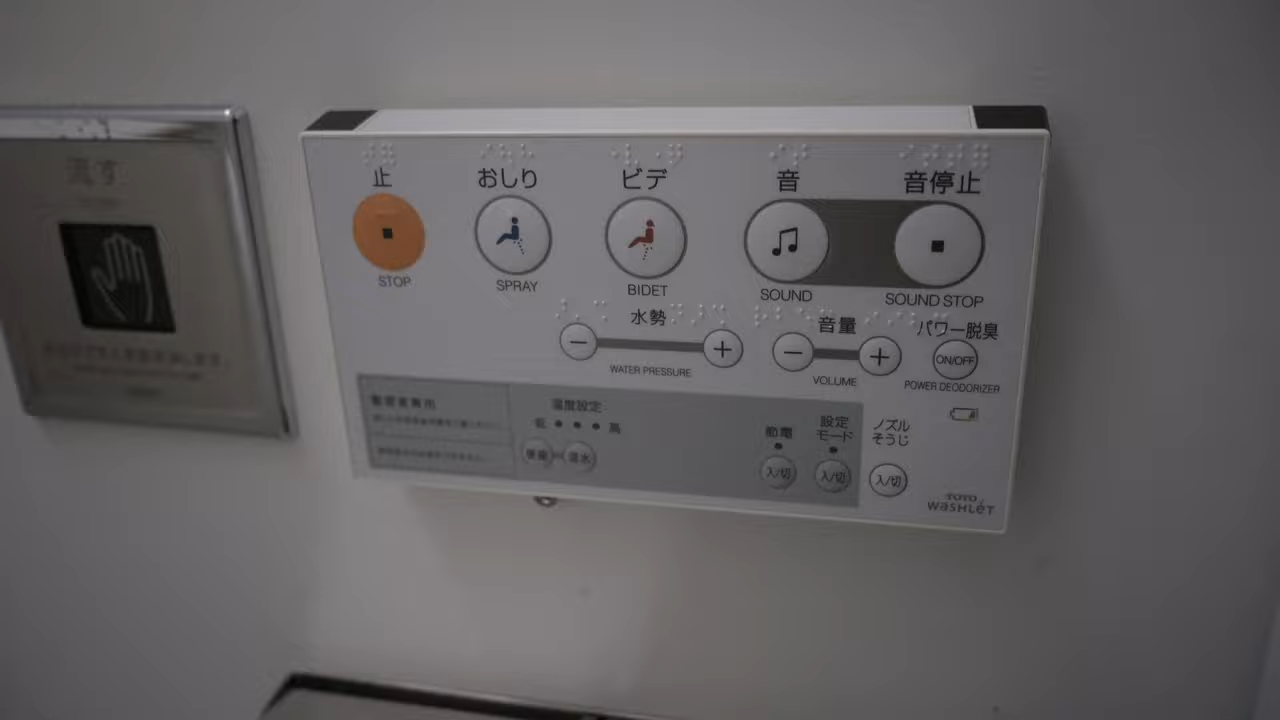 流す
止
おしり
ビデ
音
音停止
STOP
SPRAY
BIDET
SOUND
SOUND STOP
水勢
音量
パワー脱臭
ON/OFF
WATER PRESSURE
VOLUME
POWER DEODORIZER
温度設定
低
高
便座
温水
節電
設定
モード
ノズル
そうじ
入/切
入/切
入/切
TOTO
WASHLET